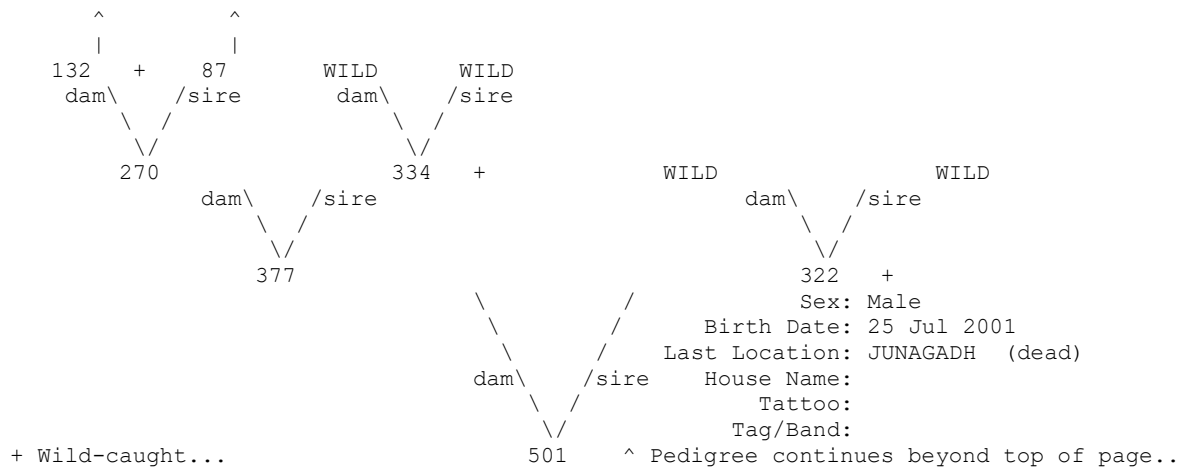 ^ ^
| |
132 + 87 WILD WILD
dam\ /sire dam\ /sire
\ / \ /
\/ \/
270 334 + WILD WILD
dam\ /sire dam\ /sire
\ / \ /
\/ \/
377 322 +
\ / Sex: Male
\ / Birth Date: 25 Jul 2001
\ / Last Location: JUNAGADH (dead)
dam\ /sire House Name:
\ / Tattoo:
\/ Tag/Band:
+ Wild-caught... 501 ^ Pedigree continues beyond top of page..